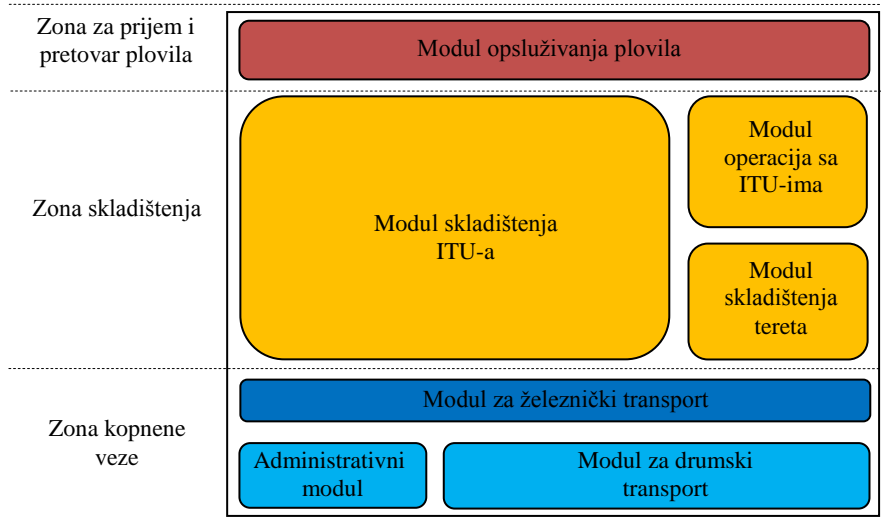 Zona za prijem i
pretovar plovila
Modul opsluživanja plovila
Zona skladištenja
Modul skladištenja
ITU-a
Modul
operacija sa
ITU-ima
Modul
skladištenja
tereta
Zona kopnene
veze
Modul za železnički transport
Administrativni
modul
Modul za drumski
transport